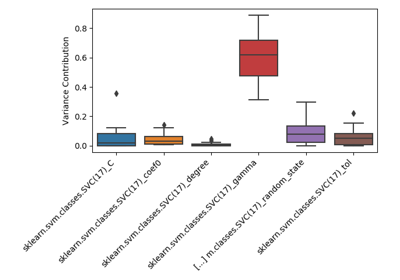 Variance Contribution
0.8
0.6
0.4
0.2
0.0
sklearn.svm.classes.SVC(17)_C
sklearn.svm.classes.SVC(17)_coef0
sklearn.svm.classes.SVC(17)_degree
sklearn.svm.classes.SVC(17)_gamma
[...] m.classes.SVC(17)_random_state
sklearn.svm.classes.SVC(17)_tol